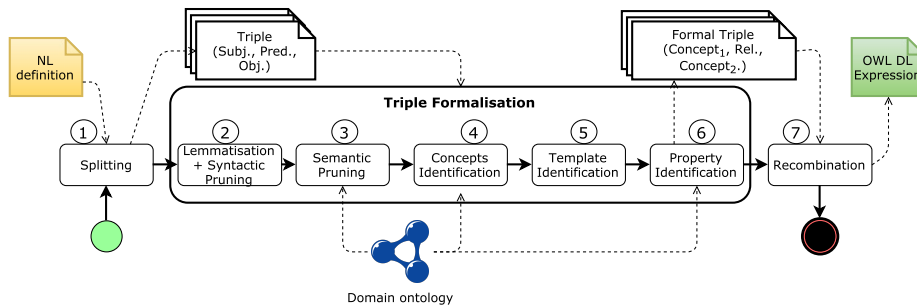 NL
definition
Triple
(Subj., Pred.,
Obj.)
Formal Triple
(Concept1, Rel.,
Concept2.)
OWL DL
Expression
Triple Formalisation
1
2
3
4
5
6
7
Splitting
Lemmatisation
+ Syntactic
Pruning
Semantic
Pruning
Concepts
Identification
Template
Identification
Property
Identification
Recombination
Domain ontology